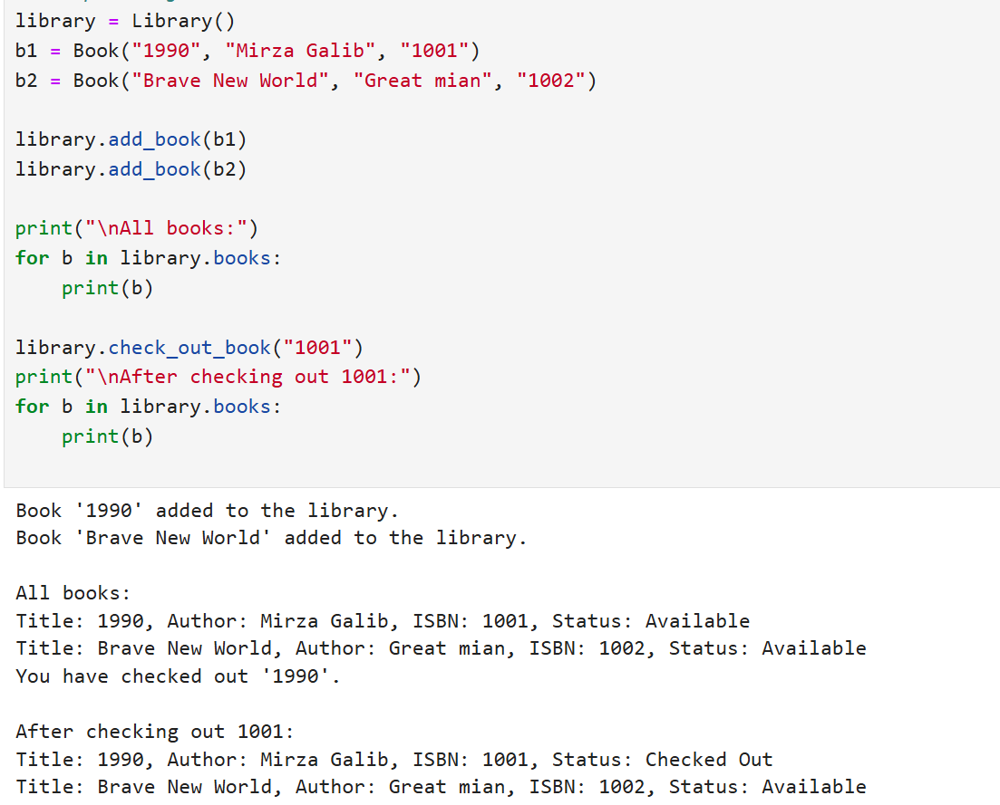 library = Library()
b1 = Book("1990", "Mirza Galib", "1001")
b2 = Book("Brave New World", "Great mian", "1002")

library.add_book(b1)
library.add_book(b2)

print("\nAll books:")
for b in library.books:
    print(b)

library.check_out_book("1001")
print("\nAfter checking out 1001:")
for b in library.books:
    print(b)

Book '1990' added to the library.
Book 'Brave New World' added to the library.

All books:
Title: 1990, Author: Mirza Galib, ISBN: 1001, Status: Available
Title: Brave New World, Author: Great mian, ISBN: 1002, Status: Available
You have checked out '1990'.

After checking out 1001:
Title: 1990, Author: Mirza Galib, ISBN: 1001, Status: Checked Out
Title: Brave New World, Author: Great mian, ISBN: 1002, Status: Available